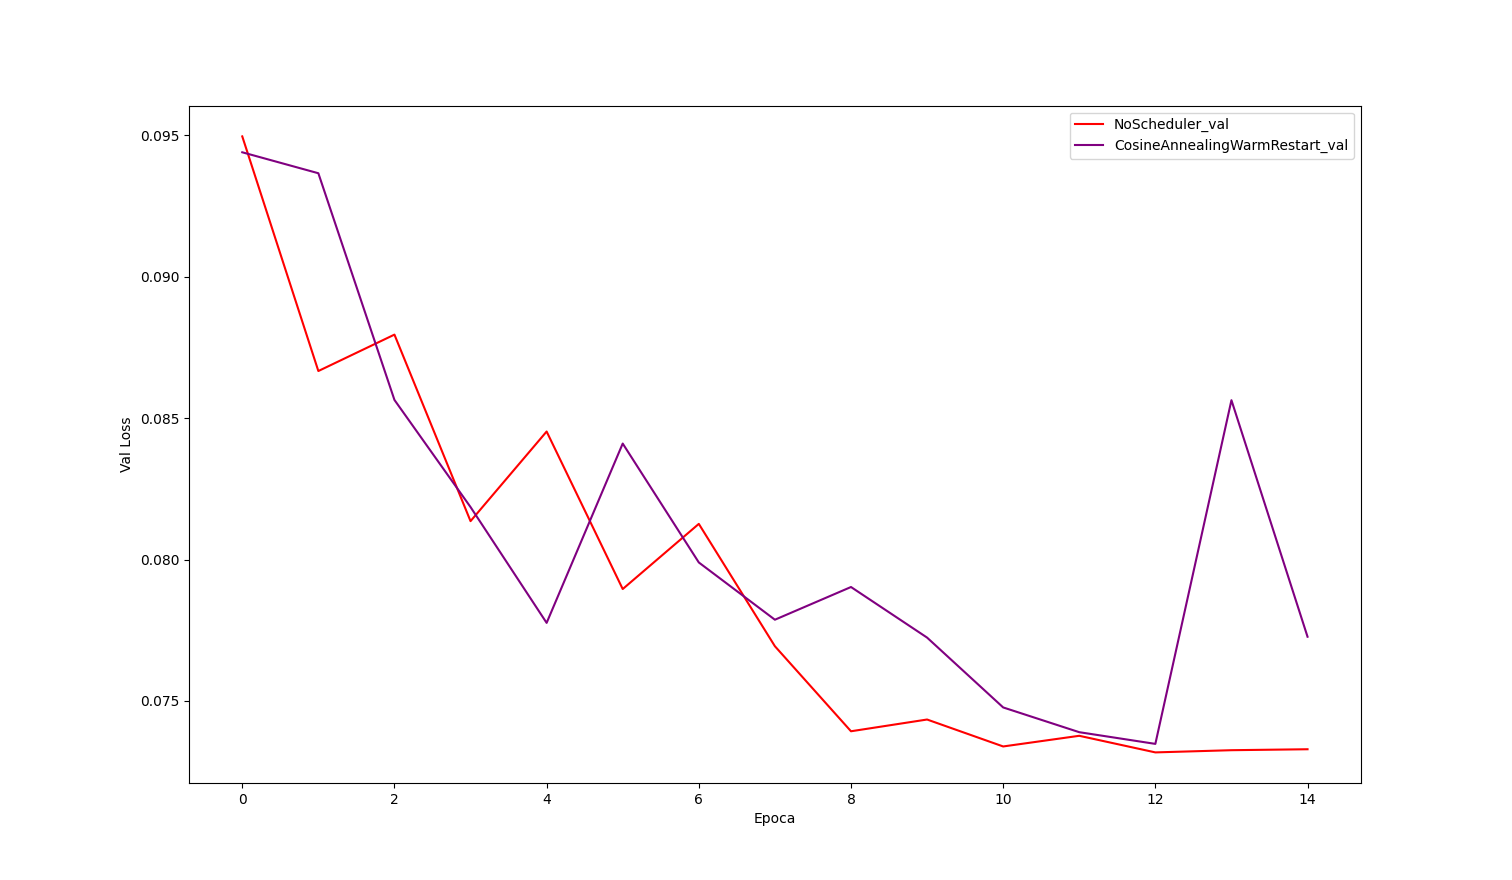 NoScheduler_val
CosineAnnealingWarmRestart_val
0.095
0.090
0.085
0.080
0.075
Val Loss
0 2 4 6 8 10 12 14
Epoca